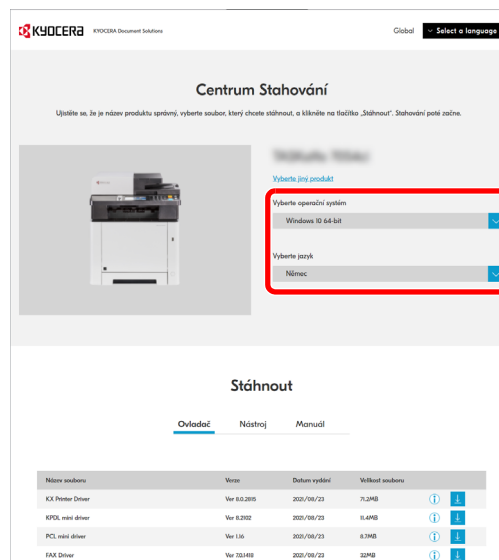 KYOCERA KYOCERA Document Solutions Global Select a language
Centrum Stahování
Ujistěte se, že je název produktu správný, vyberte soubor, který chcete stáhnout, a klikněte na tlačítko „Stáhnout". Stahování poté začne.
Vyberte jiný produkt
Vyberte operační systém
Windows 10 64-bit
Vyberte jazyk
Němec
Stáhnout
Ovladač Nástroj Manuál
Název souboru Verze Datum vydání Velikost souboru
KX Printer Driver Ver 8.0.2815 2021/08/23 71.2MB
KPDL mini driver Ver 8.2102 2021/08/23 11.4MB
PCL mini driver Ver 1.16 2021/08/23 8.7MB
FAX Driver Ver 7.0.1418 2021/08/23 22MB